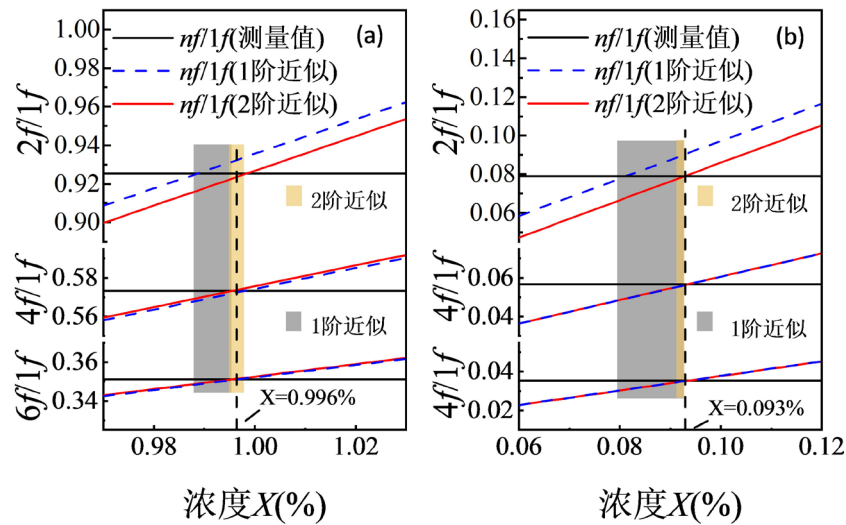 (a)
nf/1f(测量值)
nf/1f(1阶近似)
nf/1f(2阶近似)
2f/1f
1.00
0.98
0.96
0.94
0.92
0.90
2阶近似
4f/1f
0.58
0.56
1阶近似
6f/1f
0.36
0.34
X=0.996%
0.98
1.00
1.02
浓度X(%)
(b)
nf/1f(测量值)
nf/1f(1阶近似)
nf/1f(2阶近似)
2f/1f
0.16
0.14
0.12
0.10
0.08
0.06
2阶近似
4f/1f
0.06
0.04
1阶近似
4f/1f
0.04
0.02
X=0.093%
0.06
0.08
0.10
0.12
浓度X(%)